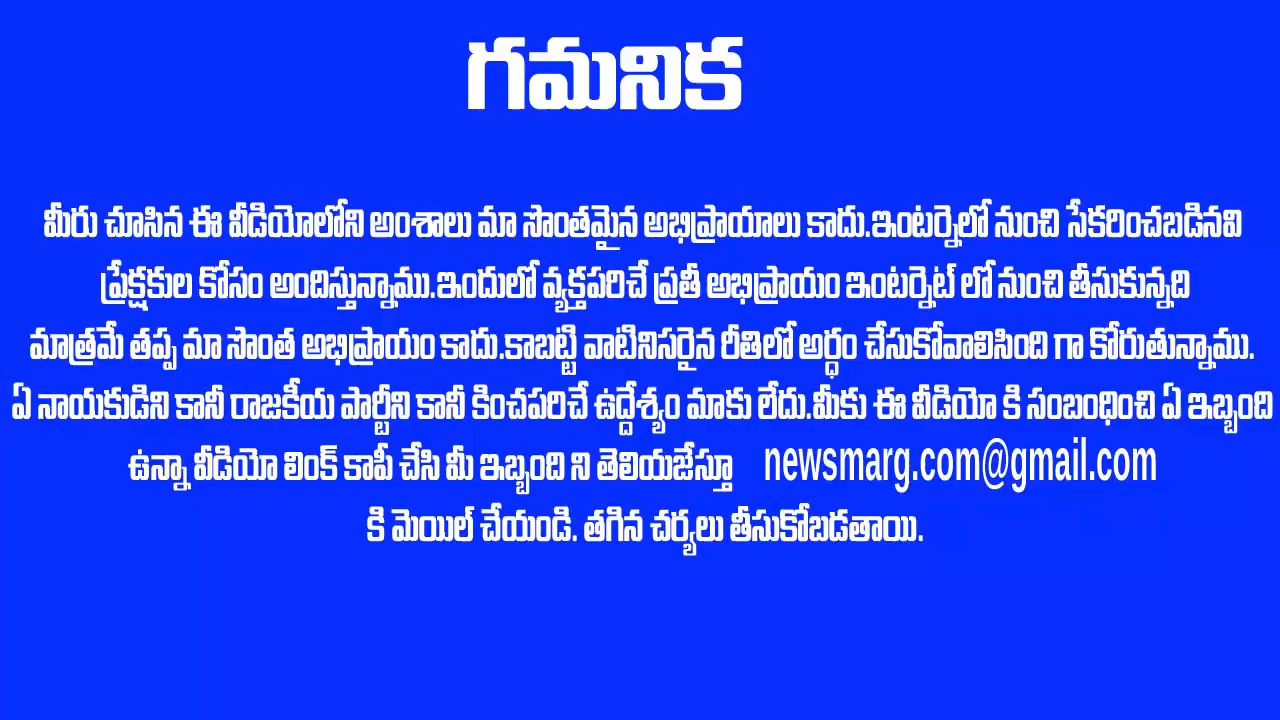 గమనిక
మీరు చూసిన ఈ వీడియోలోని అంశాలు మా సొంతమైన అభిప్రాయాలు కాదు.ఇంటర్నెలో నుంచి సేకరించబడినవి
ప్రేక్షకుల కోసం అందిస్తున్నాము.ఇందులో వ్యక్తపరిచే ప్రతీ అభిప్రాయం ఇంటర్నెట్ లో నుంచి తీసుకున్నది
మాత్రమే తప్ప మా సొంత అభిప్రాయం కాదు.కాబట్టి వాటినిసరైన రీతిలో అర్థం చేసుకోవాలిసింది గా కోరుతున్నాము.
ఏ నాయకుడిని కానీ రాజకీయ పార్టీని కానీ కించపరిచే ఉద్దేశ్యం మాకు లేదు.మీకు ఈ వీడియో కి సంబంధించి ఏ ఇబ్బంది
ఉన్నా వీడియో లింక్ కాపీ చేసి మీ ఇబ్బంది ని తెలియజేస్తూ newsmarg.com@gmail.com
కి మెయిల్ చేయండి. తగిన చర్యలు తీసుకోబడతాయి.